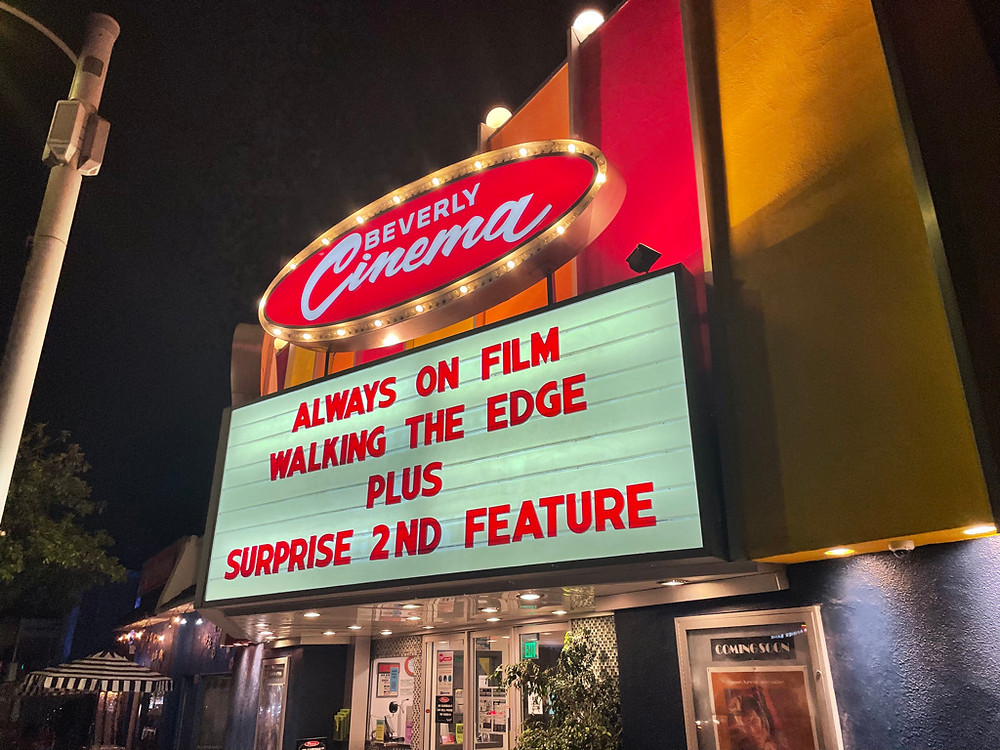 BEVERLY
Cinema
ALWAYS ON FILM
WALKING THE EDGE
PLUS
SURPRISE 2ND FEATURE
COMING SOON